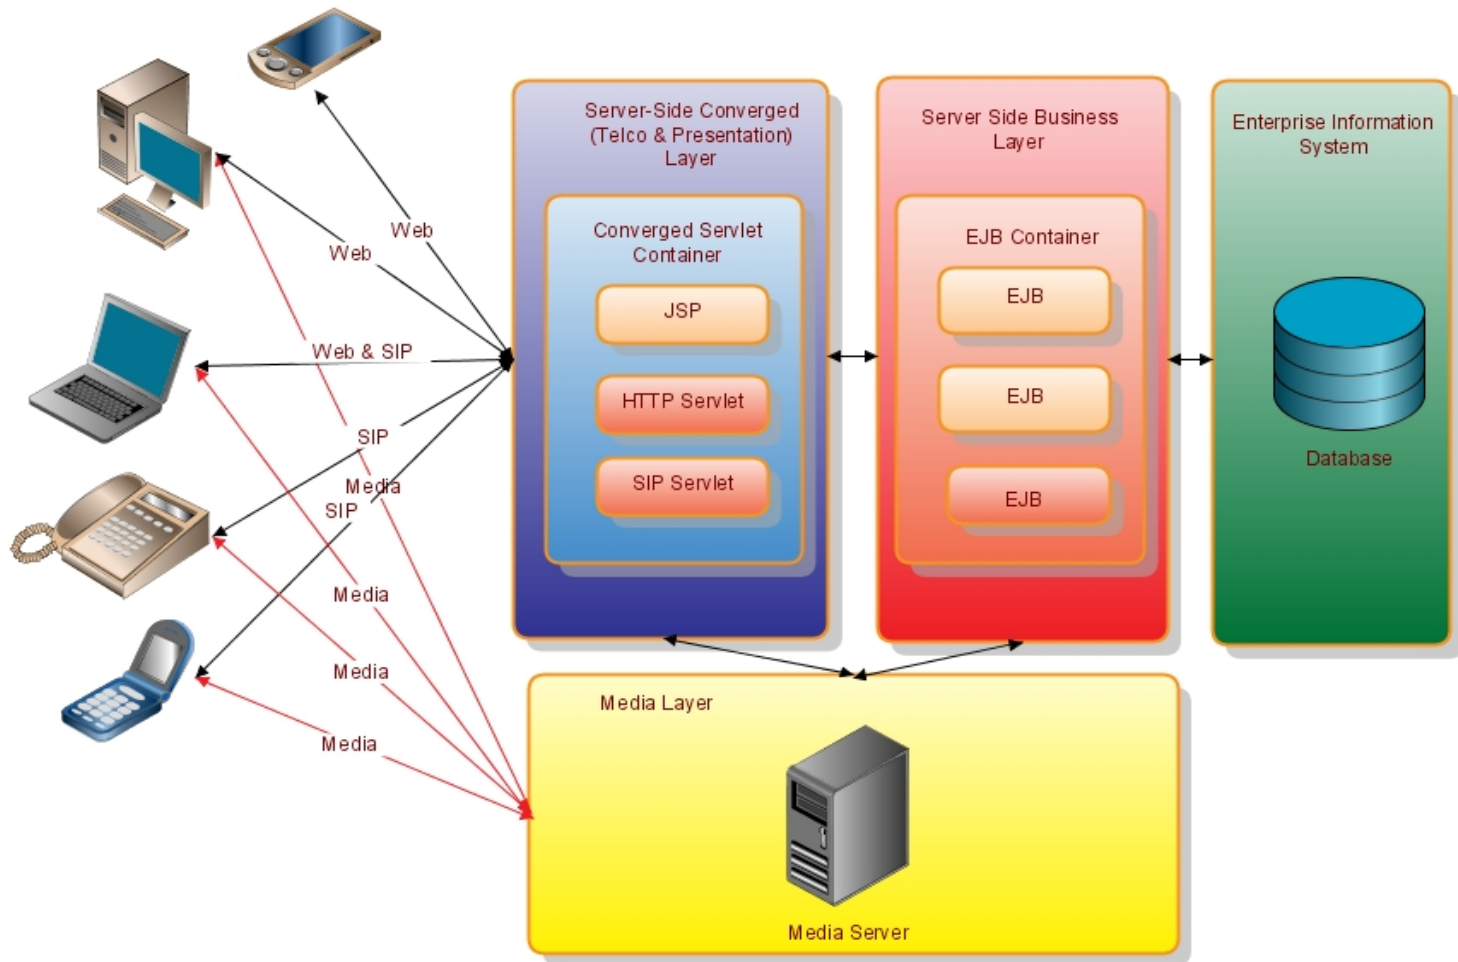 Web
Web
Web & SIP
SIP
Media
SIP
Media
Media
Media
Server-Side Converged
(Telco & Presentation)
Layer
Converged Servlet
Container
JSP
HTTP Servlet
SIP Servlet
Server Side Business
Layer
EJB Container
EJB
EJB
EJB
Enterprise Information
System
Database
Media Layer
Media Server